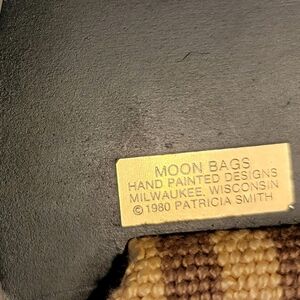 MOON BAGS
HAND PAINTED DESIGNS
MILWAUKEE, WISCONSIN
© 1980 PATRICIA SMITH